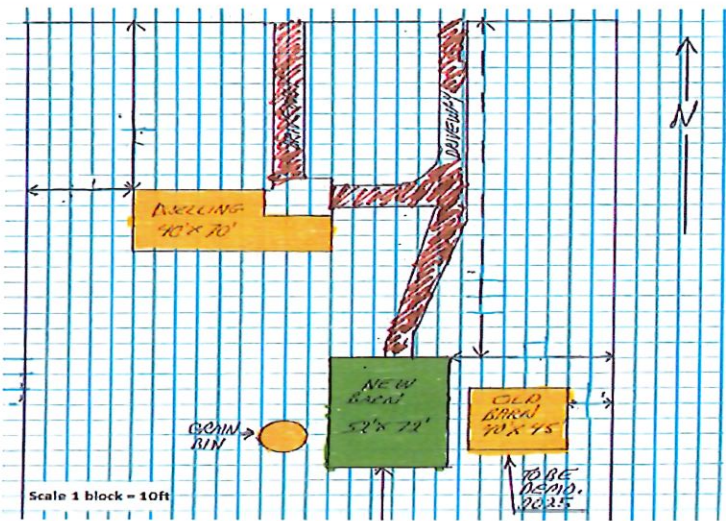 DRIVEWAY
N
DWELLING
40' X 70'
NEW
BARN
52' X 72'
OLD
BARN
40' X 45
GRAIN
BIN
TO BE
DEMO.
2025
Scale 1 block = 10ft